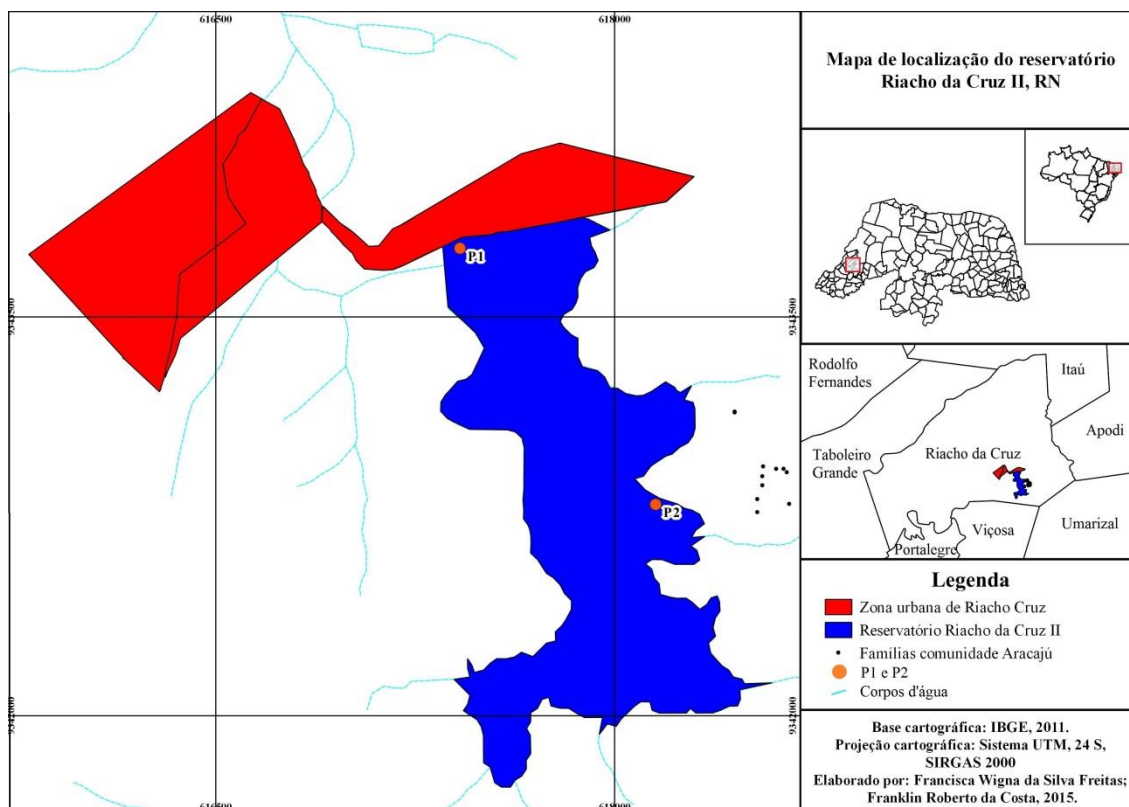 616500
618000
Mapa de localização do reservatório
Riacho da Cruz II, RN
P1
9343500
9343500
P2
9342000
9342000
616500
618000
Rodolfo
Fernandes
Itaú
Apodi
Taboleiro
Grande
Riacho da Cruz
Umarizal
Viçosa
Portalegre
Legenda
Zona urbana de Riacho Cruz
Reservatório Riacho da Cruz II
Famílias comunidade Aracajú
P1 e P2
Corpos d'água
Base cartográfica: IBGE, 2011.
Projeção cartográfica: Sistema UTM, 24 S,
SIRGAS 2000
Elaborado por: Francisca Wigna da Silva Freitas;
Franklin Roberto da Costa, 2015.